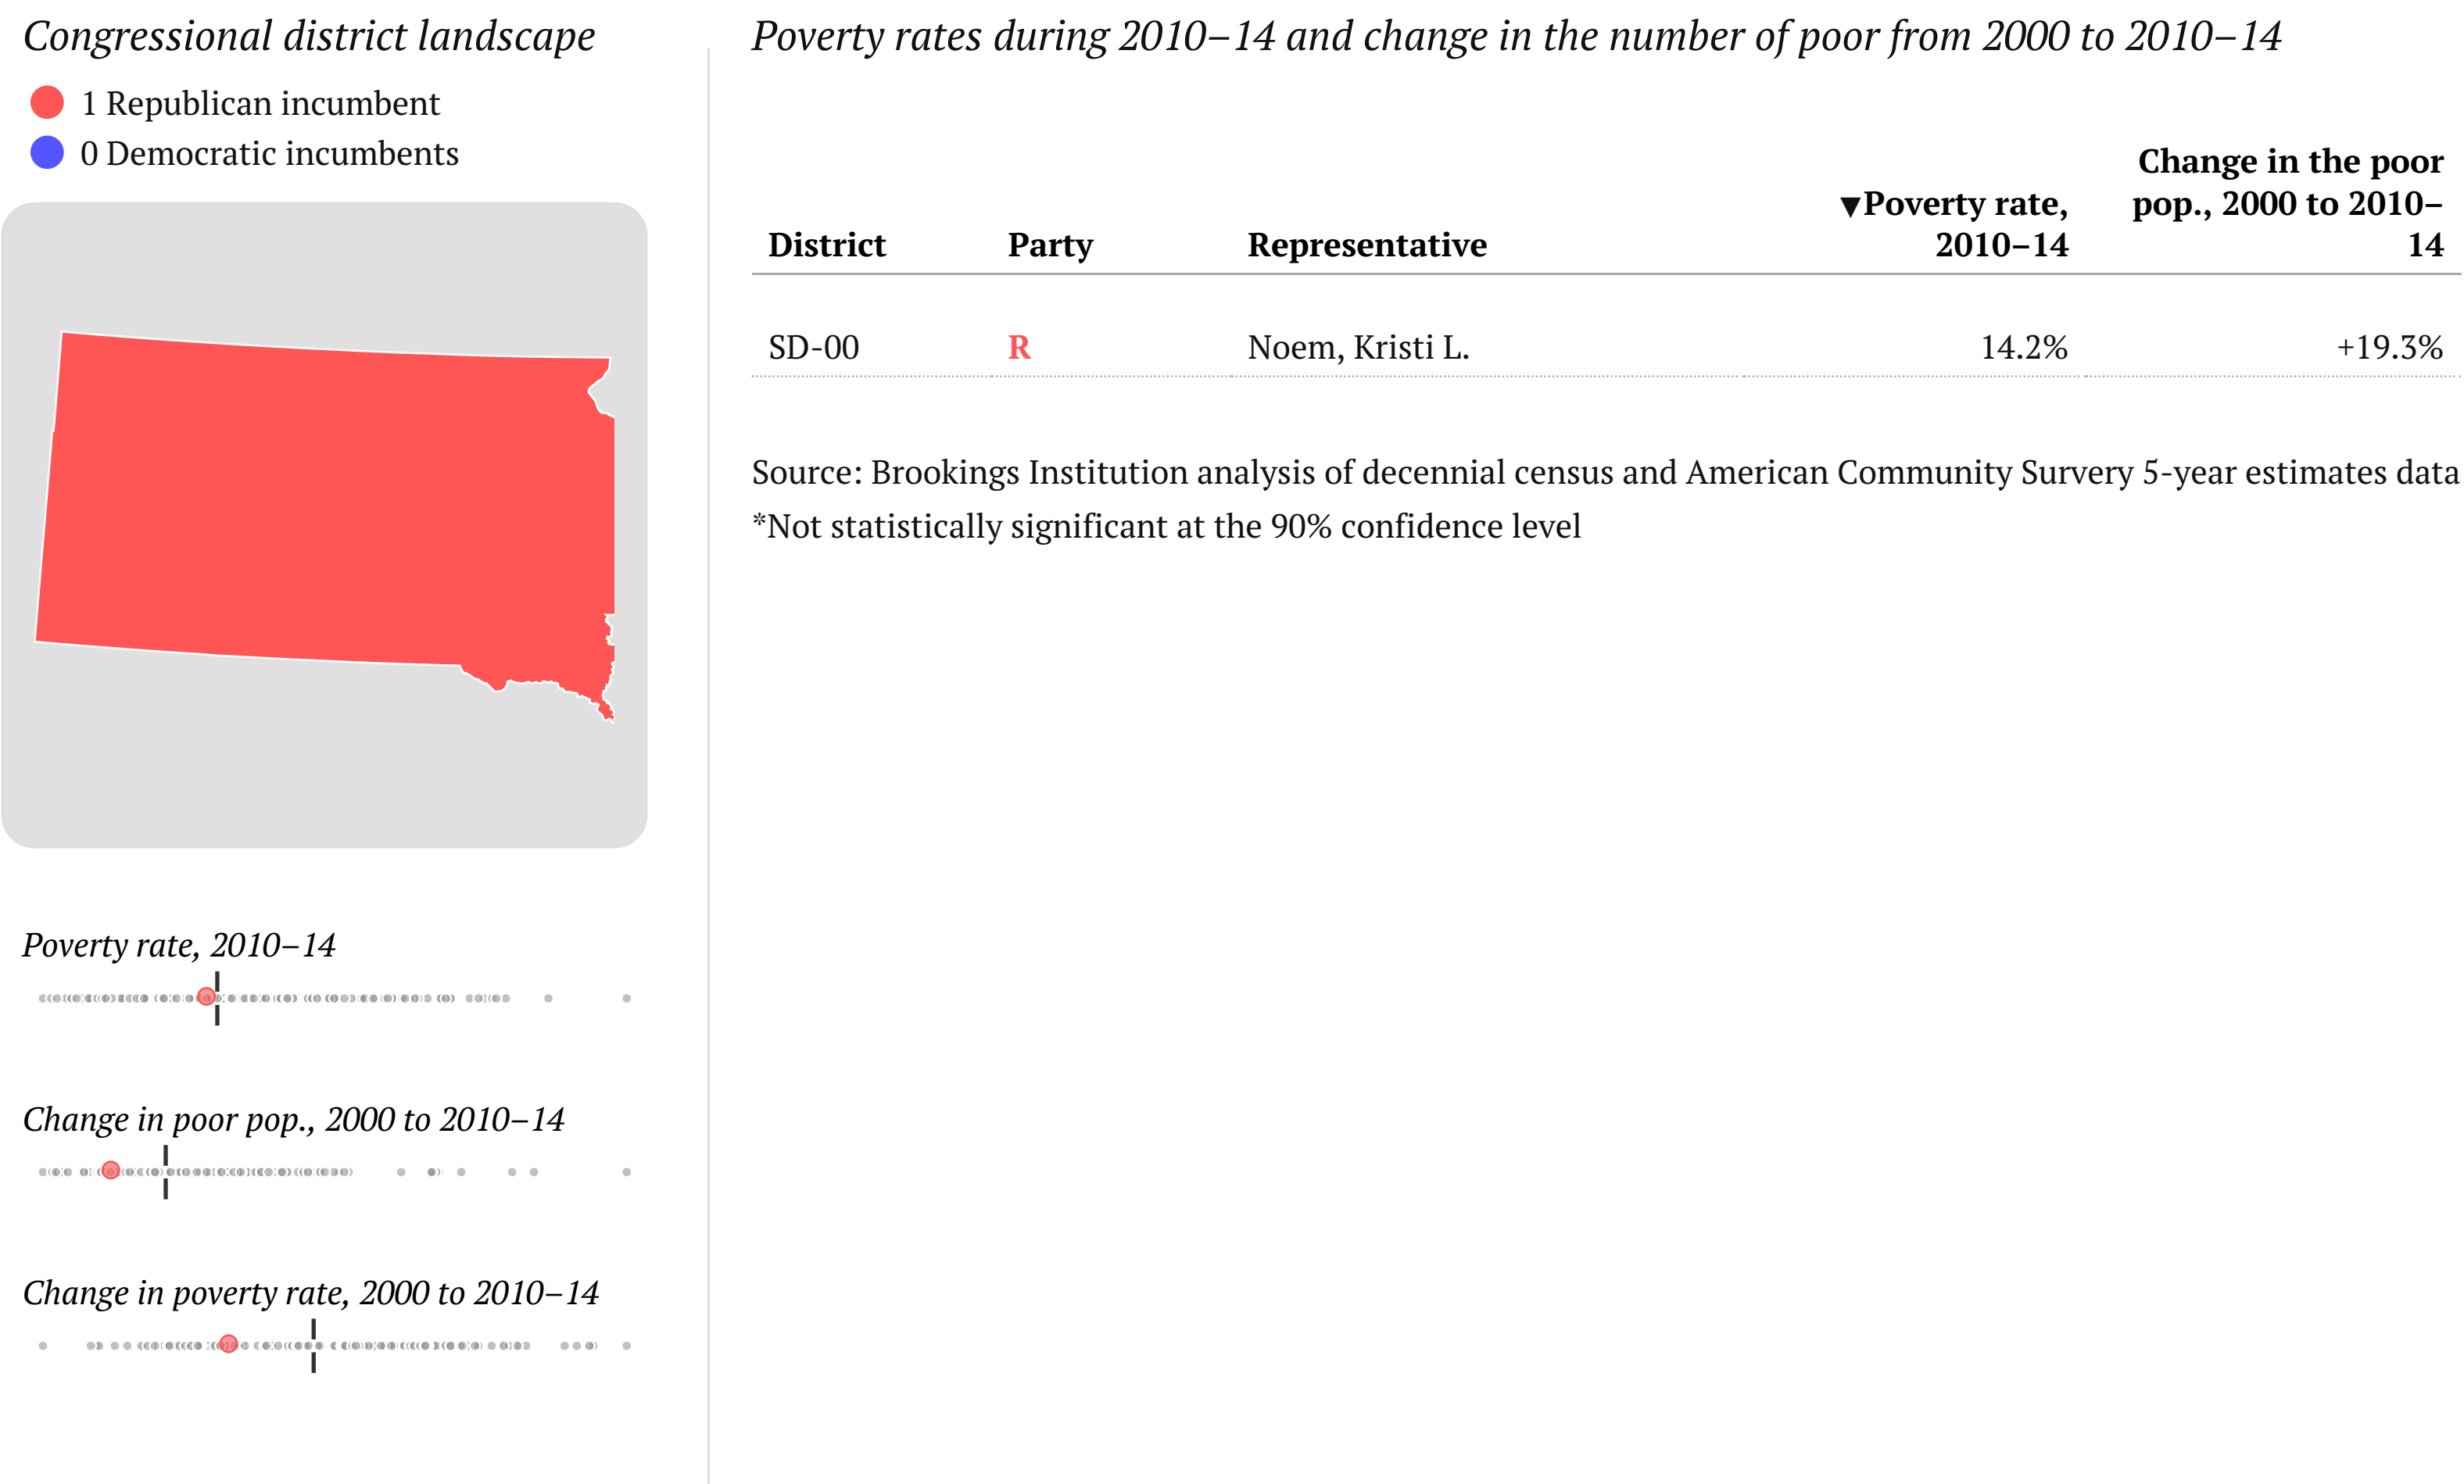 Congressional district landscape
1 Republican incumbent
0 Democratic incumbents
Poverty rate, 2010–14
Change in poor pop., 2000 to 2010–14
Change in poverty rate, 2000 to 2010–14
Poverty rates during 2010–14 and change in the number of poor from 2000 to 2010–14
District Party Representative ▼Poverty rate, 2010–14 Change in the poor pop., 2000 to 2010–14
SD-00 R Noem, Kristi L. 14.2% +19.3%
Source: Brookings Institution analysis of decennial census and American Community Survery 5-year estimates data
*Not statistically significant at the 90% confidence level